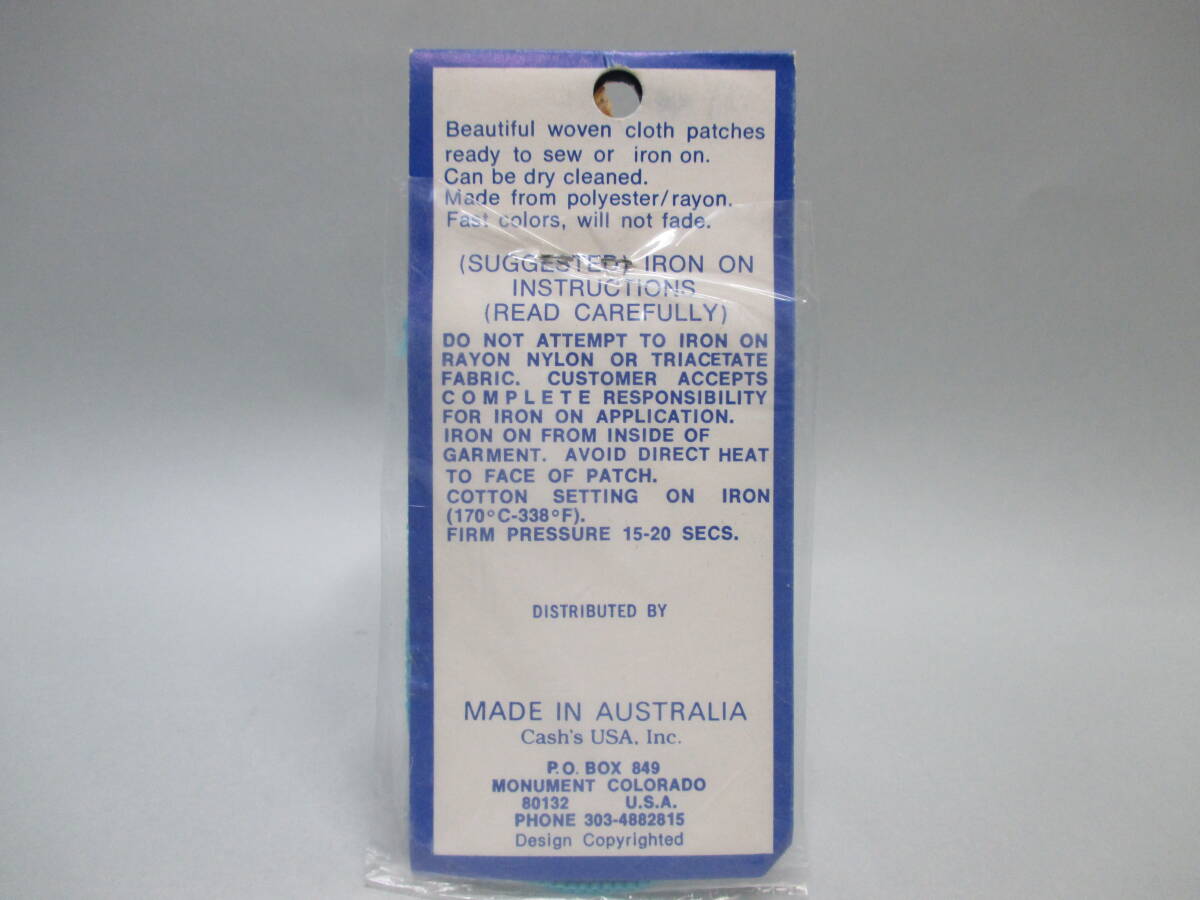 Beautiful woven cloth patches
ready to sew or iron on.
Can be dry cleaned.
Made from polyester/rayon.
Fast colors, will not fade.
(SUGGESTED) IRON ON
INSTRUCTIONS
(READ CAREFULLY)
DO NOT ATTEMPT TO IRON ON
RAYON NYLON OR TRIACETATE
FABRIC. CUSTOMER ACCEPTS
COMPLETE RESPONSIBILITY
FOR IRON ON APPLICATION.
IRON ON FROM INSIDE OF
GARMENT. AVOID DIRECT HEAT
TO FACE OF PATCH.
COTTON SETTING ON IRON
(170°C-338°F).
FIRM PRESSURE 15-20 SECS.
DISTRIBUTED BY
MADE IN AUSTRALIA
Cash's USA, Inc.
P.O. BOX 849
MONUMENT COLORADO
80132 U.S.A.
PHONE 303-4882815
Design Copyrighted